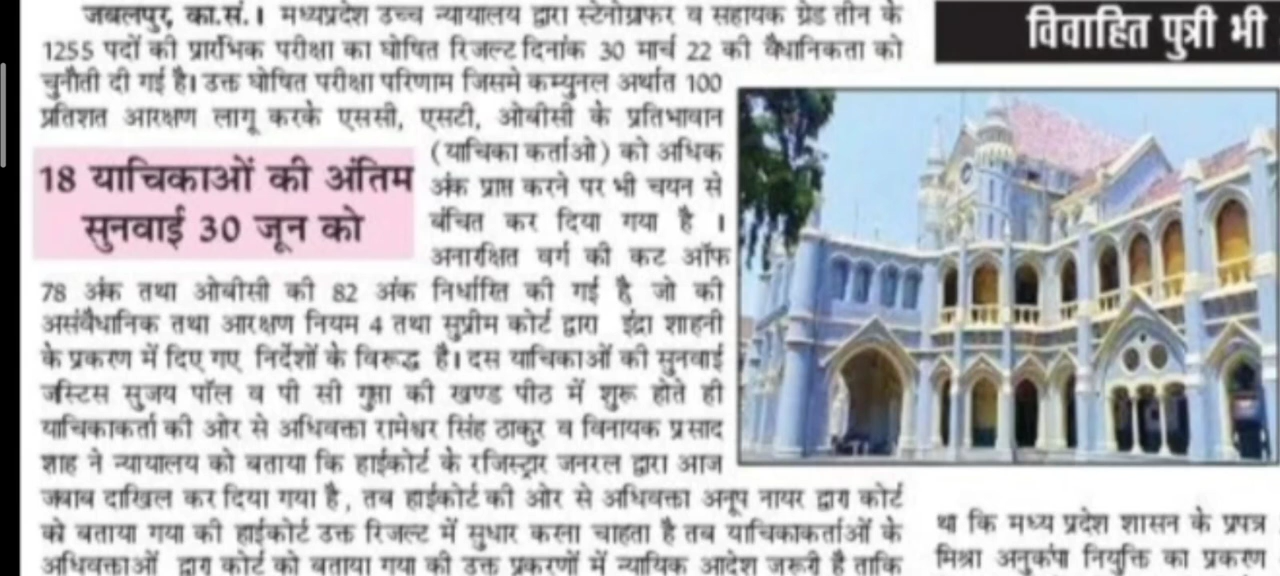 जबलपुर, का.सं.। मध्यप्रदेश उच्च न्यायालय द्वारा स्टेनोग्राफर व सहायक ग्रेड तीन के
1255 पदों की प्रारंभिक परीक्षा का घोषित रिजल्ट दिनांक 30 मार्च 22 की वैधानिकता को
चुनौती दी गई है। उक्त घोषित परीक्षा परिणाम जिसमे कम्युनल अर्थात 100
प्रतिशत आरक्षण लागू करके एससी, एसटी, ओबीसी के प्रतिभावान
(याचिका कर्ताओ) को अधिक
अंक प्राप्त करने पर भी चयन से
वंचित कर दिया गया है ।
अनारक्षित वर्ग की कट ऑफ
18 याचिकाओं की अंतिम
सुनवाई 30 जून को
78 अंक तथा ओबीसी की 82 अंक निर्धारित की गई है जो की
असंवैधानिक तथा आरक्षण नियम 4 तथा सुप्रीम कोर्ट द्वारा इंद्रा शाहनी
के प्रकरण में दिए गए निर्देशों के विरूद्ध है। दस याचिकाओं की सुनवाई
जस्टिस सुजय पॉल व पी सी गुप्ता की खण्ड पीठ में शुरू होते ही
याचिकाकर्ता की ओर से अधिवक्ता रामेश्वर सिंह ठाकुर व विनायक प्रसाद
शाह ने न्यायालय को बताया कि हाईकोर्ट के रजिस्ट्रार जनरल द्वारा आज
जबाब दाखिल कर दिया गया है, तब हाईकोर्ट की ओर से अधिवक्ता अनूप नायर द्वारा कोर्ट
को बताया गया की हाईकोर्ट उक्त रिजल्ट में सुधार करना चाहता है तब याचिकाकर्ताओं के
अधिवक्ताओं द्वारा कोर्ट को बताया गया की उक्त प्रकरणों में न्यायिक आदेश जरूरी है ताकि
विवाहित पुत्री भी
था कि मध्य प्रदेश शासन के प्रपत्र
मिश्रा अनुकंपा नियुक्ति का प्रकरण